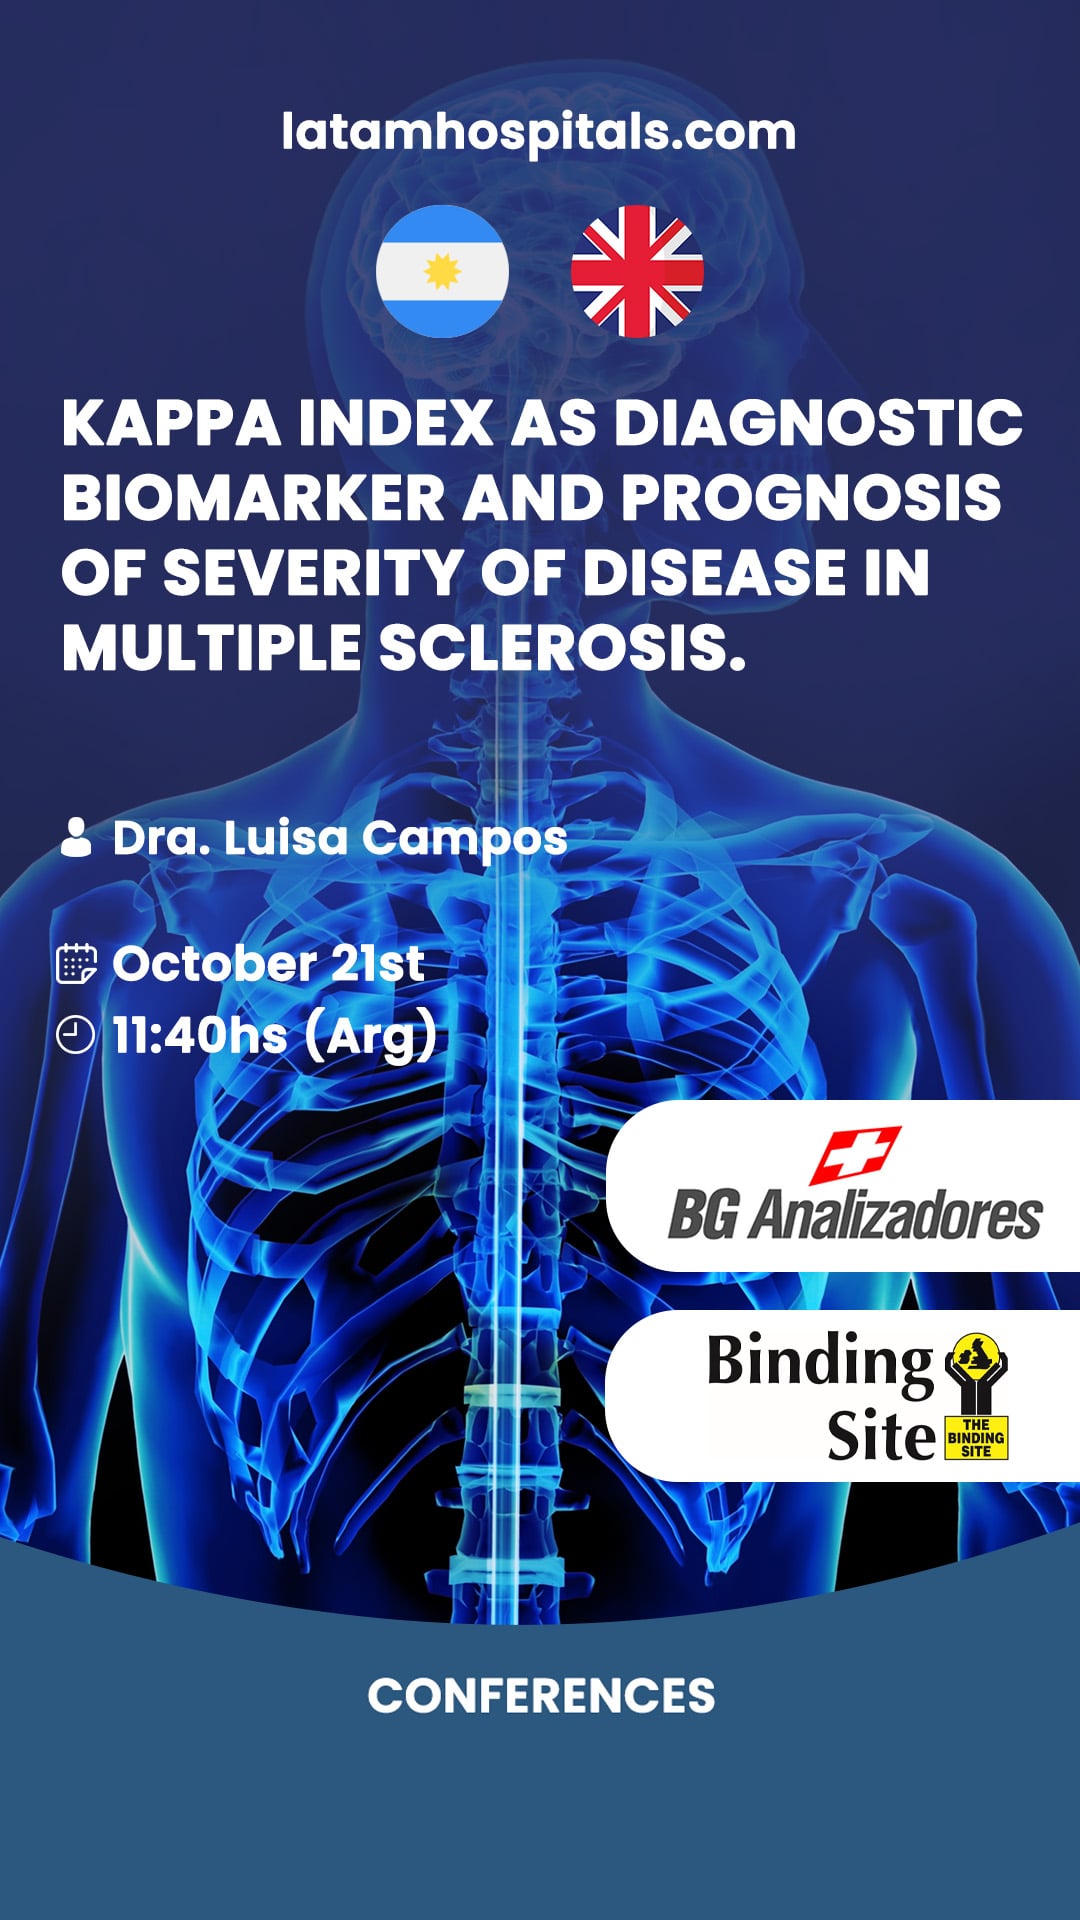 latamhospitals.com
KAPPA INDEX AS DIAGNOSTIC
BIOMARKER AND PROGNOSIS
OF SEVERITY OF DISEASE IN
MULTIPLE SCLEROSIS.
Dra. Luisa Campos
October 21st
11:40hs (Arg)
BG Analizadores
Binding
Site
THE
BINDING
SITE
CONFERENCES